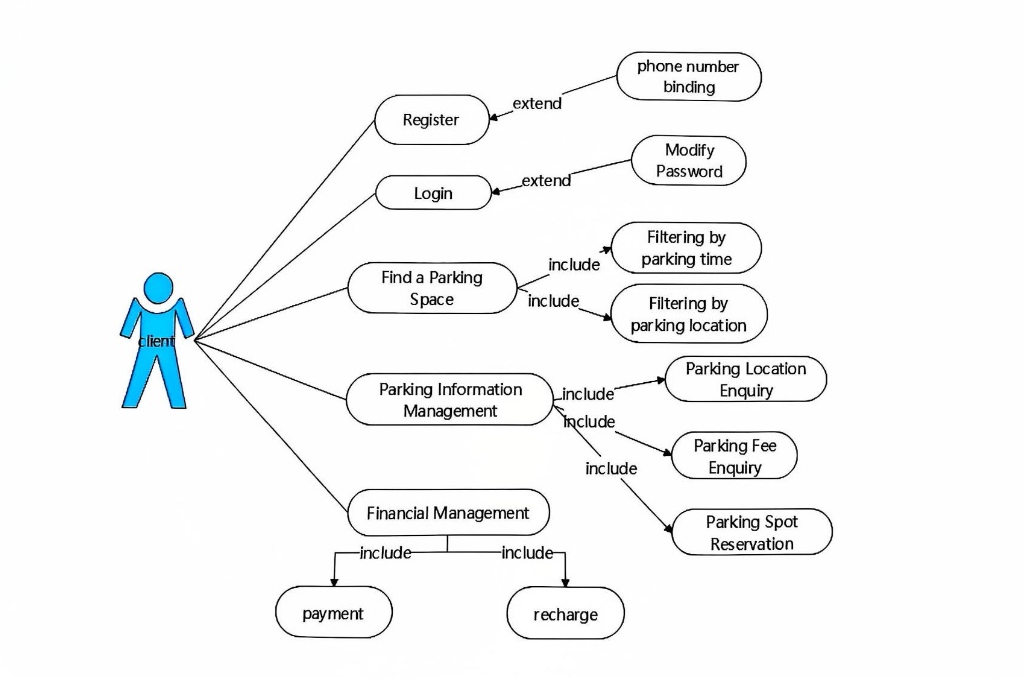 phone number
binding
extend
Register
Modify
Password
extend
Login
Filtering by
parking time
include
Find a Parking
Space
include
Filtering by
parking location
client
Parking Location
Enquiry
Parking Information
Management
include
include
Parking Fee
Enquiry
include
Financial Management
Parking Spot
Reservation
include
include
payment
recharge